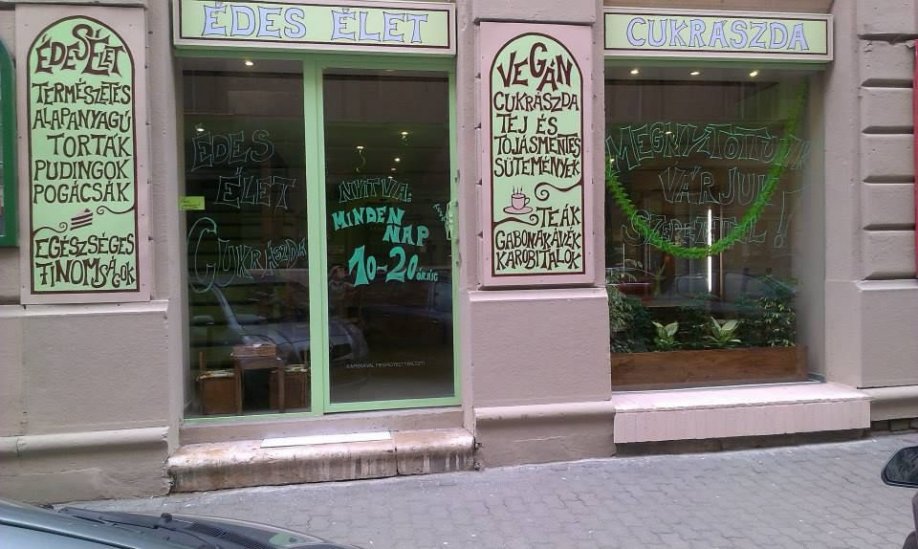 ÉDES ÉLET
TERMÉSZETES
ALAPANYAGÚ
TORTÁK
PUDINGOK
POGÁCSÁK
EGÉSZSÉGES
FINOMSÁGOK
ÉDES ÉLET
ÉDES
ÉLET
CUKRÁSZDA
NYITVA:
MINDEN
NAP
10-20 ÓRÁIG
VEGÁN
CUKRÁSZDA
TEJ ÉS
TOJÁSMENTES
SÜTEMÉNYEK
TEÁK
GABONAKÁVÉK
KAROBITALOK
CUKRÁSZDA
MEGNYITOTTUNK
VÁRJUK
SZERETETTEL!